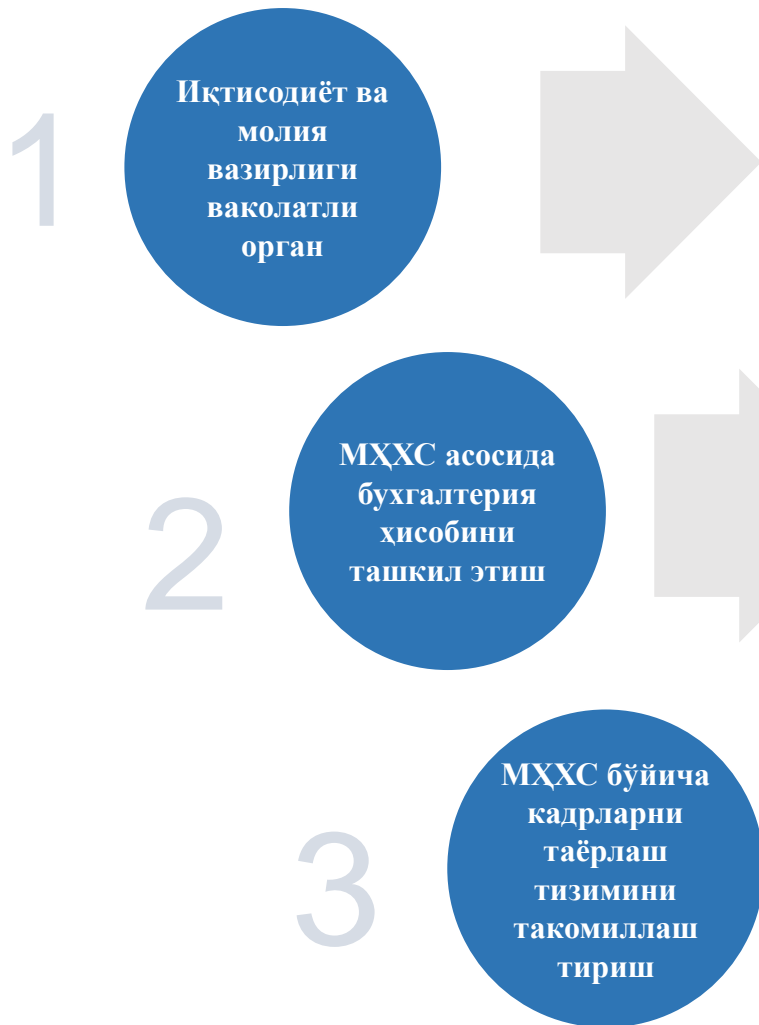 1
Иқтисодиёт ва
молия
вазирлиги
ваколатли
орган
2
МҲХС асосида
бухгалтерия
ҳисобини
ташкил этиш
3
МҲХС бўйича
кадрларни
таёрлаш
тизимини
такомиллаш
тириш